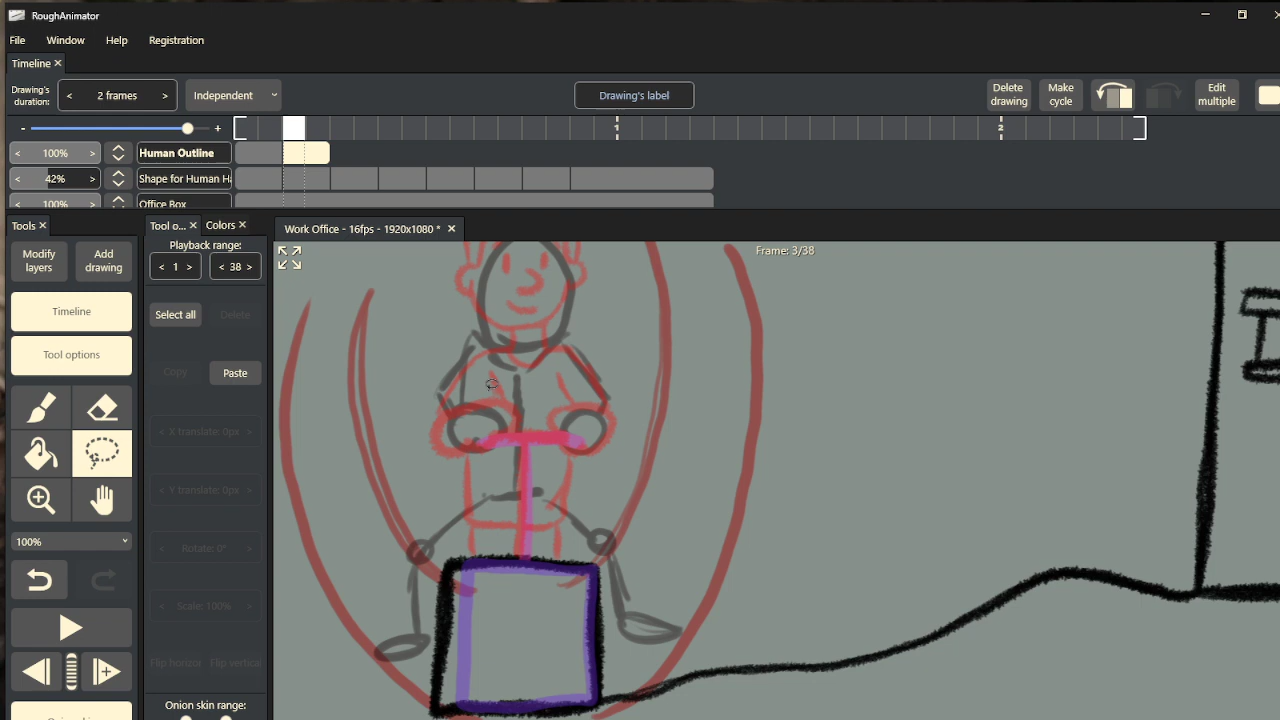 RoughAnimator
File Window Help Registration
Timeline
Drawing's duration:
< 2 frames >
Independent
Drawing's label
Delete drawing
Make cycle
Edit multiple
- +
1
2
< 100% >
Human Outline
< 42% >
Shape for Human Ha
< 100% >
Office Box
Tools
Tool o...
Colors
Work Office - 16fps - 1920x1080 *
Modify layers
Add drawing
Playback range:
< 1 >
< 38 >
Frame: 3/38
Timeline
Select all
Delete
Tool options
Copy
Paste
< X translate: 0px >
< Y translate: 0px >
100%
< Rotate: 0° >
< Scale: 100% >
Flip horizon
Flip vertical
Onion skin range: